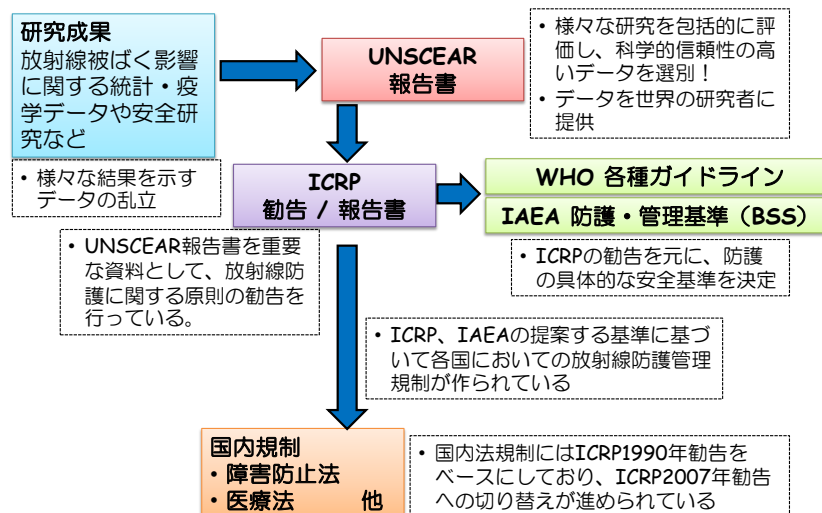 研究成果
放射線被ばく影響
に関する統計・疫
学データや安全研
究など
UNSCEAR
報告書
• 様々な研究を包括的に評
価し、科学的信頼性の高
いデータを選別！
• データを世界の研究者に
提供
• 様々な結果を示す
データの乱立
ICRP
勧告 / 報告書
WHO 各種ガイドライン
IAEA 防護・管理基準（BSS）
• UNSCEAR報告書を重要
な資料として、放射線防
護に関する原則の勧告を
行っている。
• ICRPの勧告を元に、防護
の具体的な安全基準を決定
• ICRP、IAEAの提案する基準に基づ
いて各国においての放射線防護管理
規制が作られている
国内規制
・障害防止法
・医療法 他
• 国内法規制にはICRP1990年勧告を
ベースにしており、ICRP2007年勧告
への切り替えが進められている